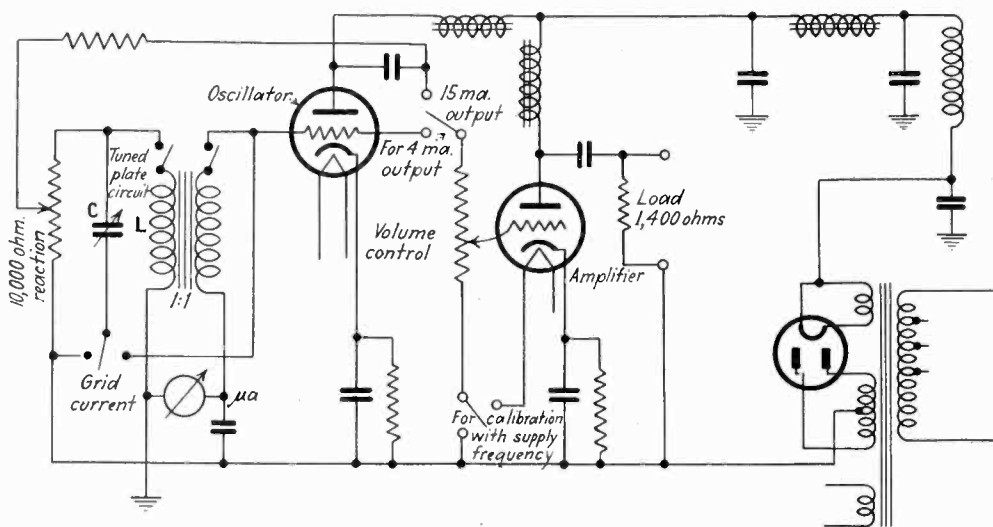 Oscillator
15 ma.
output
For 4 ma.
output
Tuned
plate
circuit
C
L
10,000 ohm.
reaction
1:1
Volume
control
Load
1,400 ohms
Amplifier
Grid
current
μa
For calibration
with supply
frequency